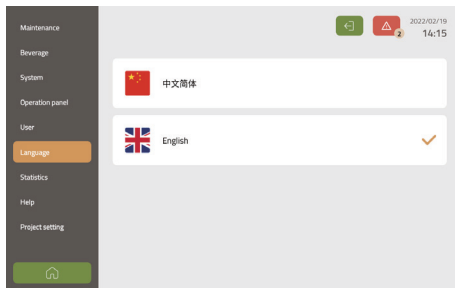 Maintenance
Beverage
System
Operation panel
User
Language
Statistics
Help
Project setting
2
2022/02/19
14:15
中文简体
English